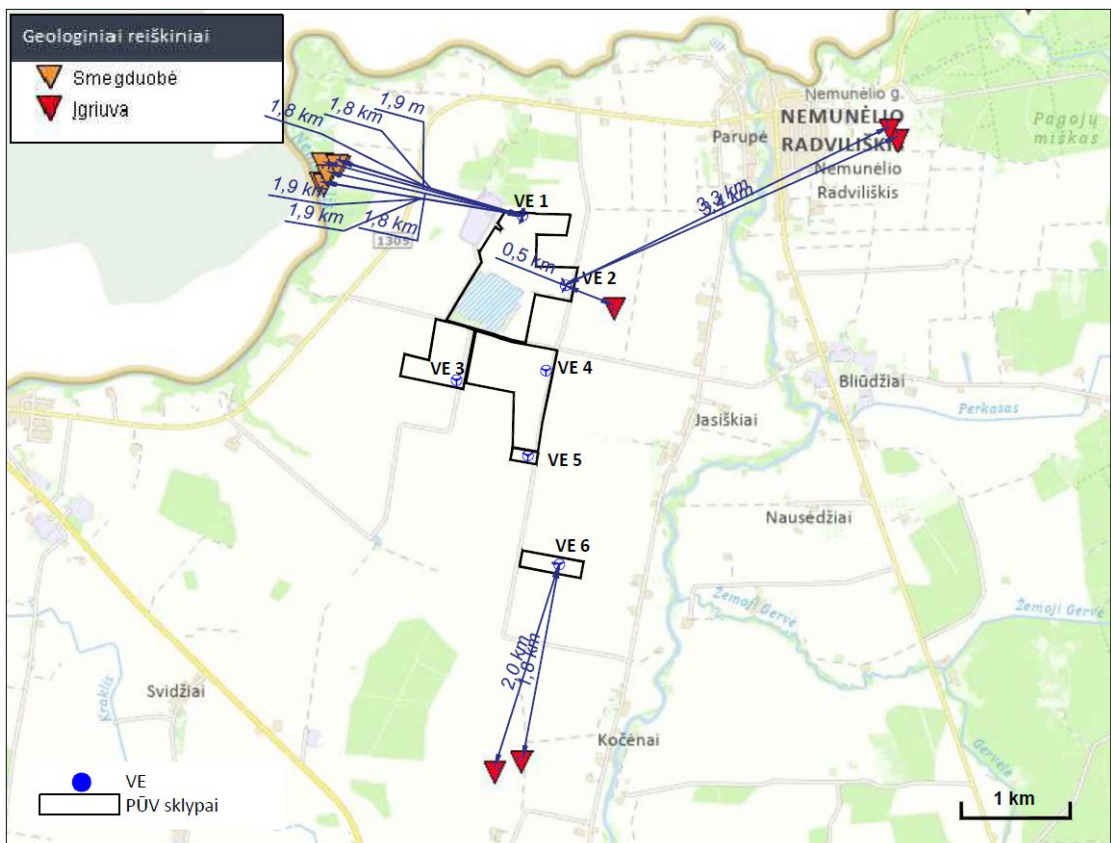 Geologiniai reiškiniai
Smegduobė
Įgriuva
1,8 km
1,8 km
1,9 m
1,9 km
1,9 km
1,8 km
1305
VE 1
0,5 km
VE 2
3,3 km
3,4 km
Nemunėlio g.
NEMUNĖLIO
RADVILIŠKIS
Nemunėlio
Radviliškis
Parupė
Pagojų
miškas
VE 3
VE 4
VE 5
VE 6
Bliūdžiai
Perkasas
Jasiškiai
Nausėdžiai
Žemoji Gervė
Žemoji Gervė
Gervelė
2,0 km
1,8 km
Svidžiai
Kraklis
Kočėnai
VE
PŪV sklypai
1 km